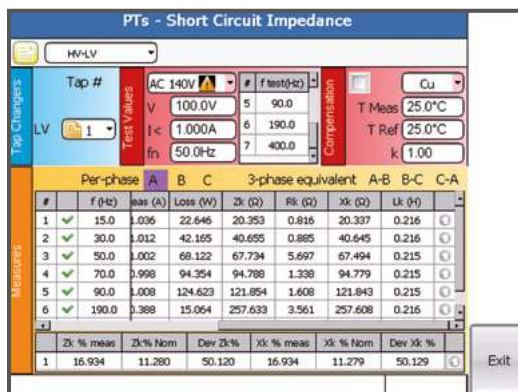 PTs - Short Circuit Impedance
HV-LV
Tap Changers
Tap #
LV 1
Test Values
AC 140V
V 100.0V
I< 1.000A
fn 50.0Hz
# f test(Hz)
5 90.0
6 190.0
7 400.0
Compensation
Cu
T Meas 25.0°C
T Ref 25.0°C
k 1.00
Measures
Per-phase A B C 3-phase equivalent A-B B-C C-A
# f (Hz) eas (A) Loss (W) Zk (Ω) Rk (Ω) Xk (Ω) Lk (H)
1 15.0 1.036 22.646 20.353 0.816 20.337 0.216
2 30.0 1.012 42.165 40.655 0.885 40.645 0.216
3 50.0 1.002 68.122 67.734 5.697 67.494 0.215
4 70.0 0.998 94.354 94.788 1.338 94.779 0.215
5 90.0 1.008 124.623 121.854 1.608 121.843 0.215
6 190.0 0.388 15.064 257.633 3.561 257.608 0.216
Zk % meas Zk% Nom Dev Zk% Xk % meas Xk % Nom Dev Xk %
1 16.934 11.280 50.120 16.934 11.279 50.129
Exit